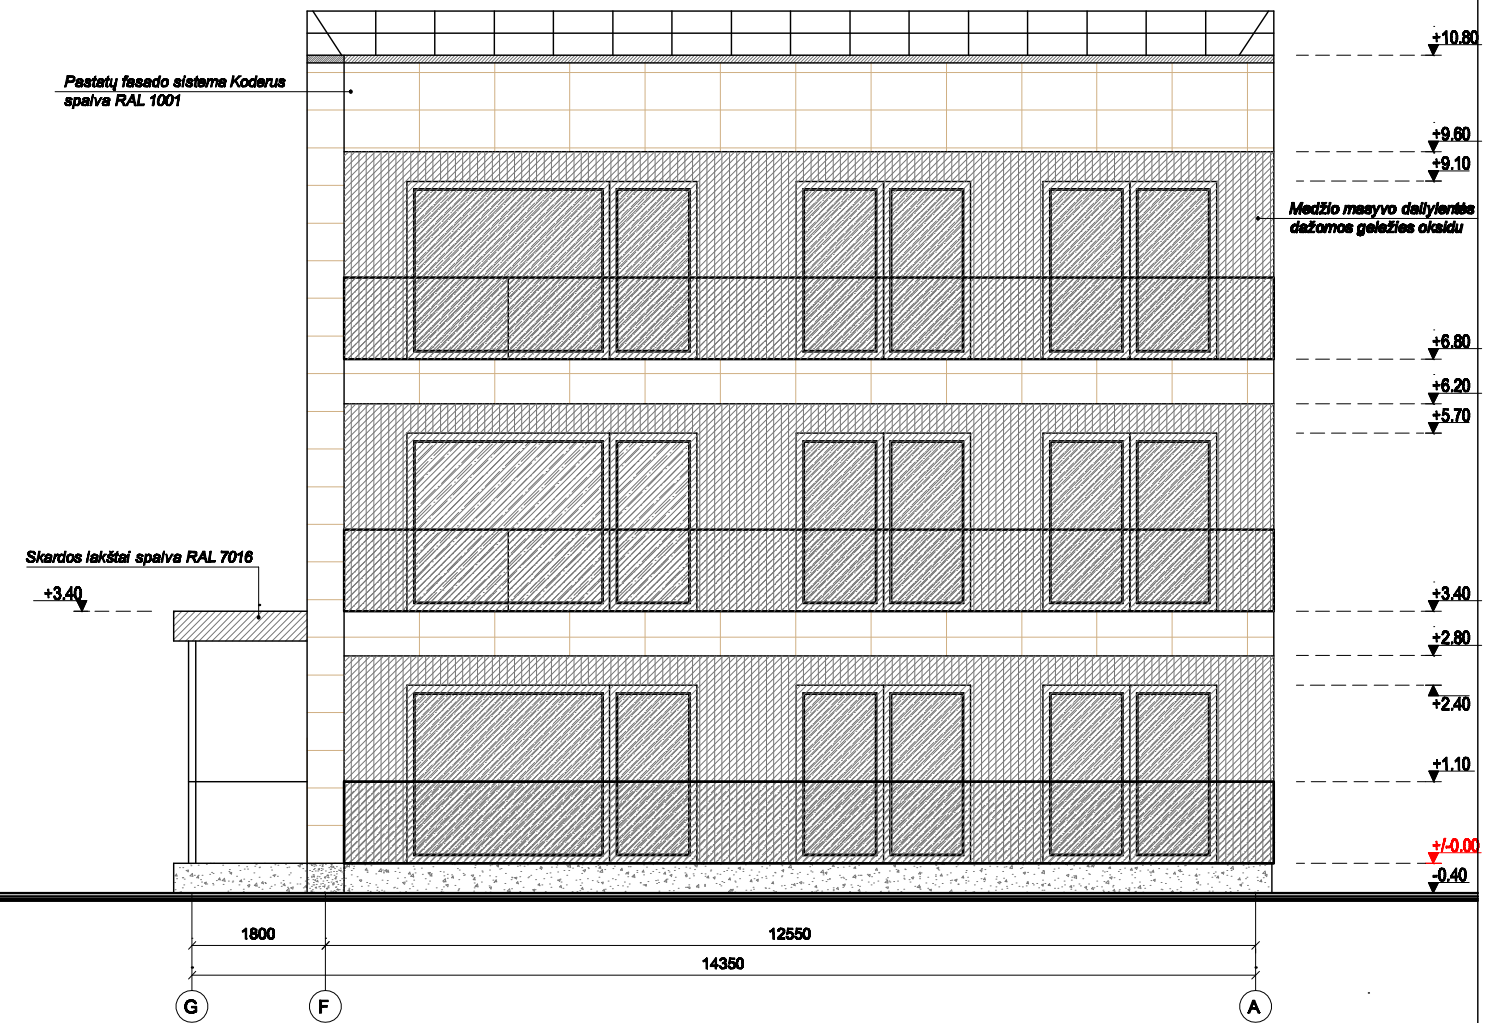 +10.80
Pastatų fasado sistema Koderus
spalva RAL 1001
+9.60
+9.10
Medžio masyvo dailylentės
dažomos geležies oksidu
+6.80
+6.20
+5.70
Skardos lakštai spalva RAL 7016
+3.40
+3.40
+2.80
+2.40
+1.10
+/-0.00
-0.40
1800
12550
14350
G
F
A